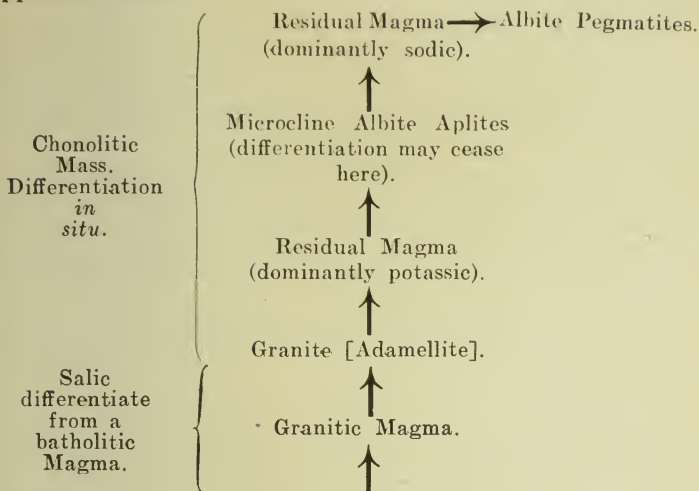 Residual Magma → Albite Pegmatites.
(dominantly sodic).
Microcline Albite Aplites
(differentiation may cease
here).
Chonolitic
Mass.
Differentiation
in
situ.
Residual Magma
(dominantly potassic).
Granite [Adamellite].
Salic
differentiate
from a
batholitic
Magma.
Granitic Magma.